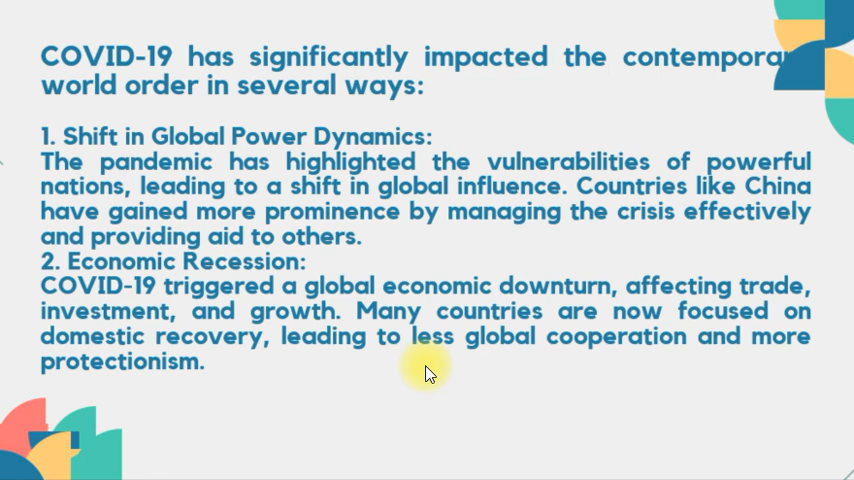 COVID-19 has significantly impacted the contemporary
world order in several ways:
1. Shift in Global Power Dynamics:
The pandemic has highlighted the vulnerabilities of powerful
nations, leading to a shift in global influence. Countries like China
have gained more prominence by managing the crisis effectively
and providing aid to others.
2. Economic Recession:
COVID-19 triggered a global economic downturn, affecting trade,
investment, and growth. Many countries are now focused on
domestic recovery, leading to less global cooperation and more
protectionism.